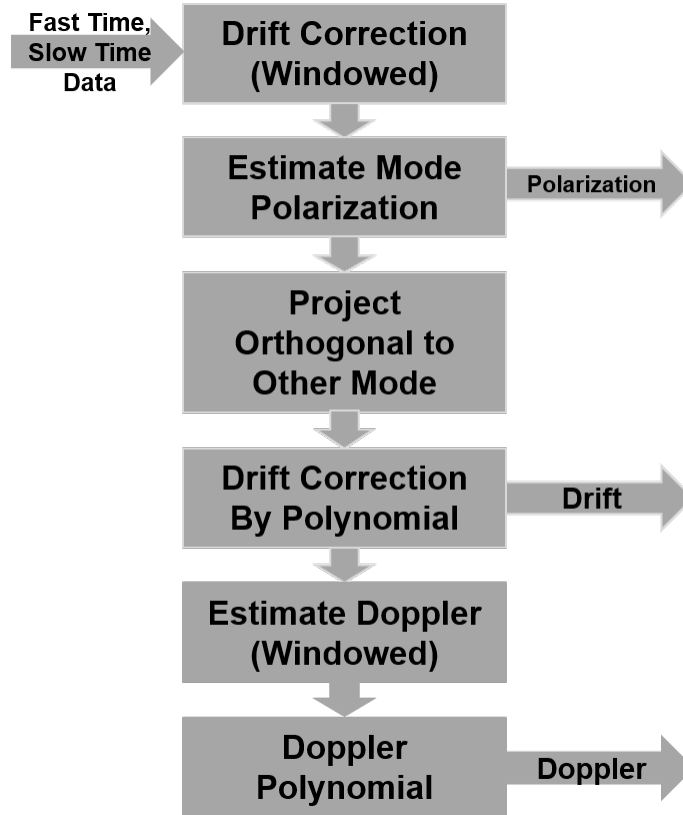 Fast Time,
Slow Time
Data
Drift Correction
(Windowed)
Estimate Mode
Polarization
Polarization
Project
Orthogonal to
Other Mode
Drift Correction
By Polynomial
Drift
Estimate Doppler
(Windowed)
Doppler
Polynomial
Doppler